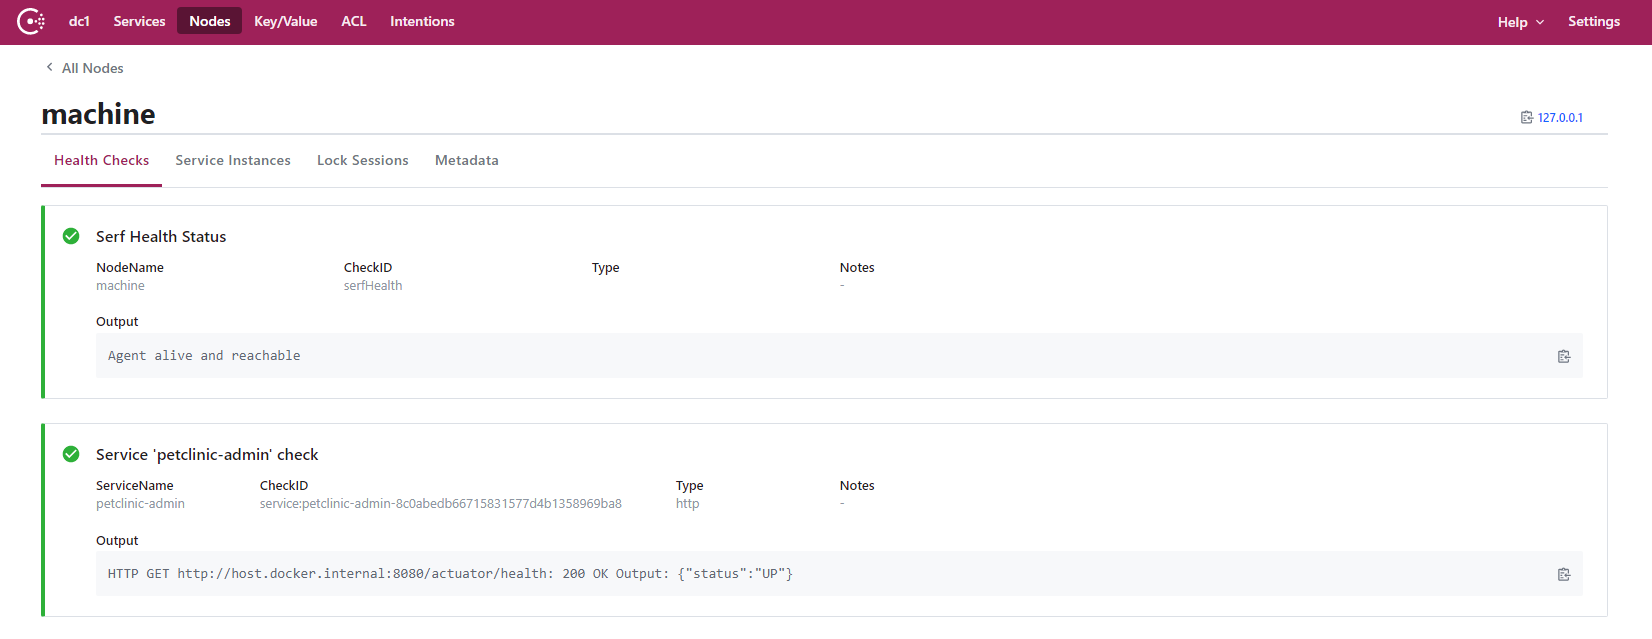 dc1 Services Nodes Key/Value ACL Intentions Help Settings
All Nodes
machine
127.0.0.1
Health Checks Service Instances Lock Sessions Metadata
Serf Health Status
NodeName CheckID Type Notes
machine serfHealth -
Output
Agent alive and reachable
Service 'petclinic-admin' check
ServiceName CheckID Type Notes
petclinic-admin service:petclinic-admin-8c0abedb66715831577d4b1358969ba8 http -
Output
HTTP GET http://host.docker.internal:8080/actuator/health: 200 OK Output: {"status":"UP"}